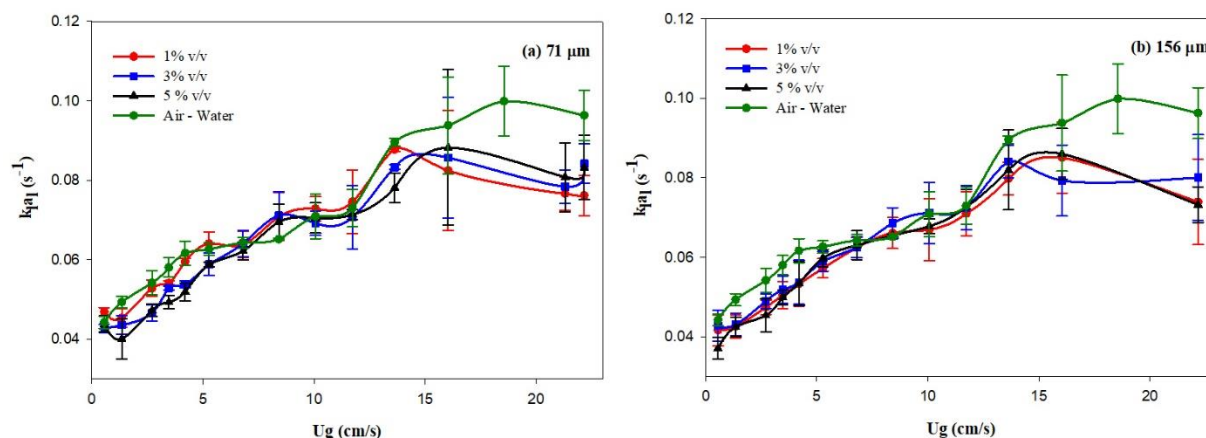 0.12
0.10
0.08
0.06
0.04
kla1 (s⁻¹)
1% v/v
3% v/v
5 % v/v
Air - Water
(a) 71 µm
0 5 10 15 20
Ug (cm/s)
0.12
0.10
0.08
0.06
0.04
kla1 (s⁻¹)
1% v/v
3% v/v
5 % v/v
Air - Water
(b) 156 µm
0 5 10 15 20
Ug (cm/s)